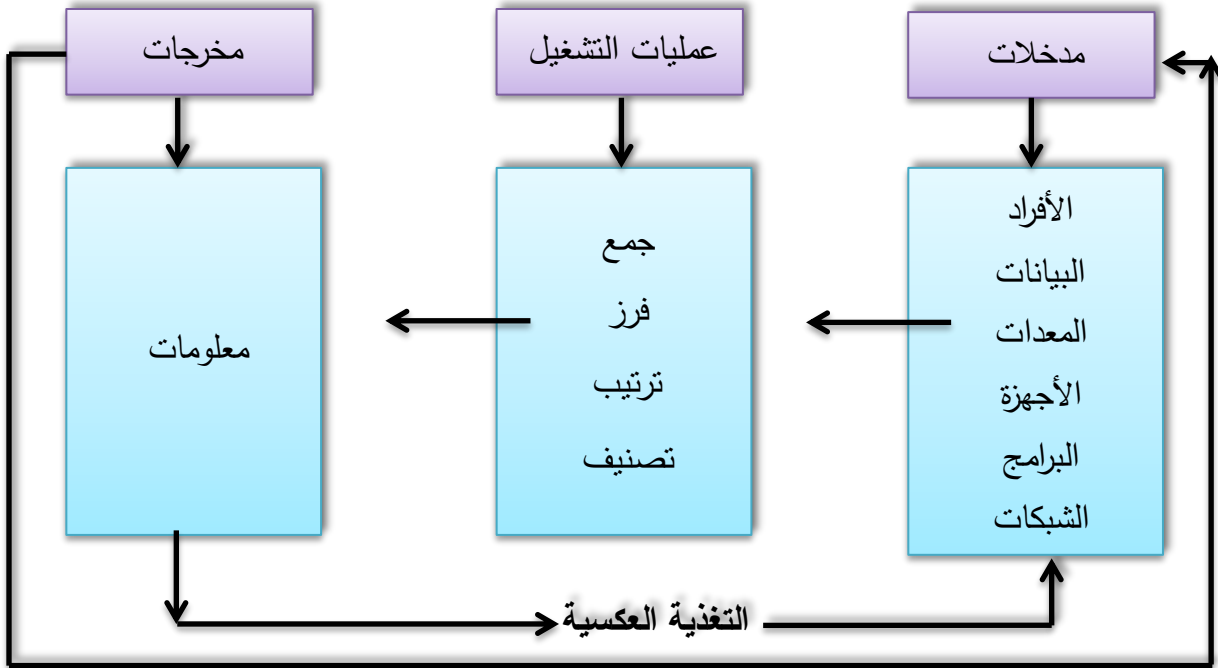 مدخلات
عمليات التشغيل
مخرجات
الأفراد
البيانات
المعدات
الأجهزة
البرامج
الشبكات
جمع
فرز
ترتيب
تصنيف
معلومات
التغذية العكسية